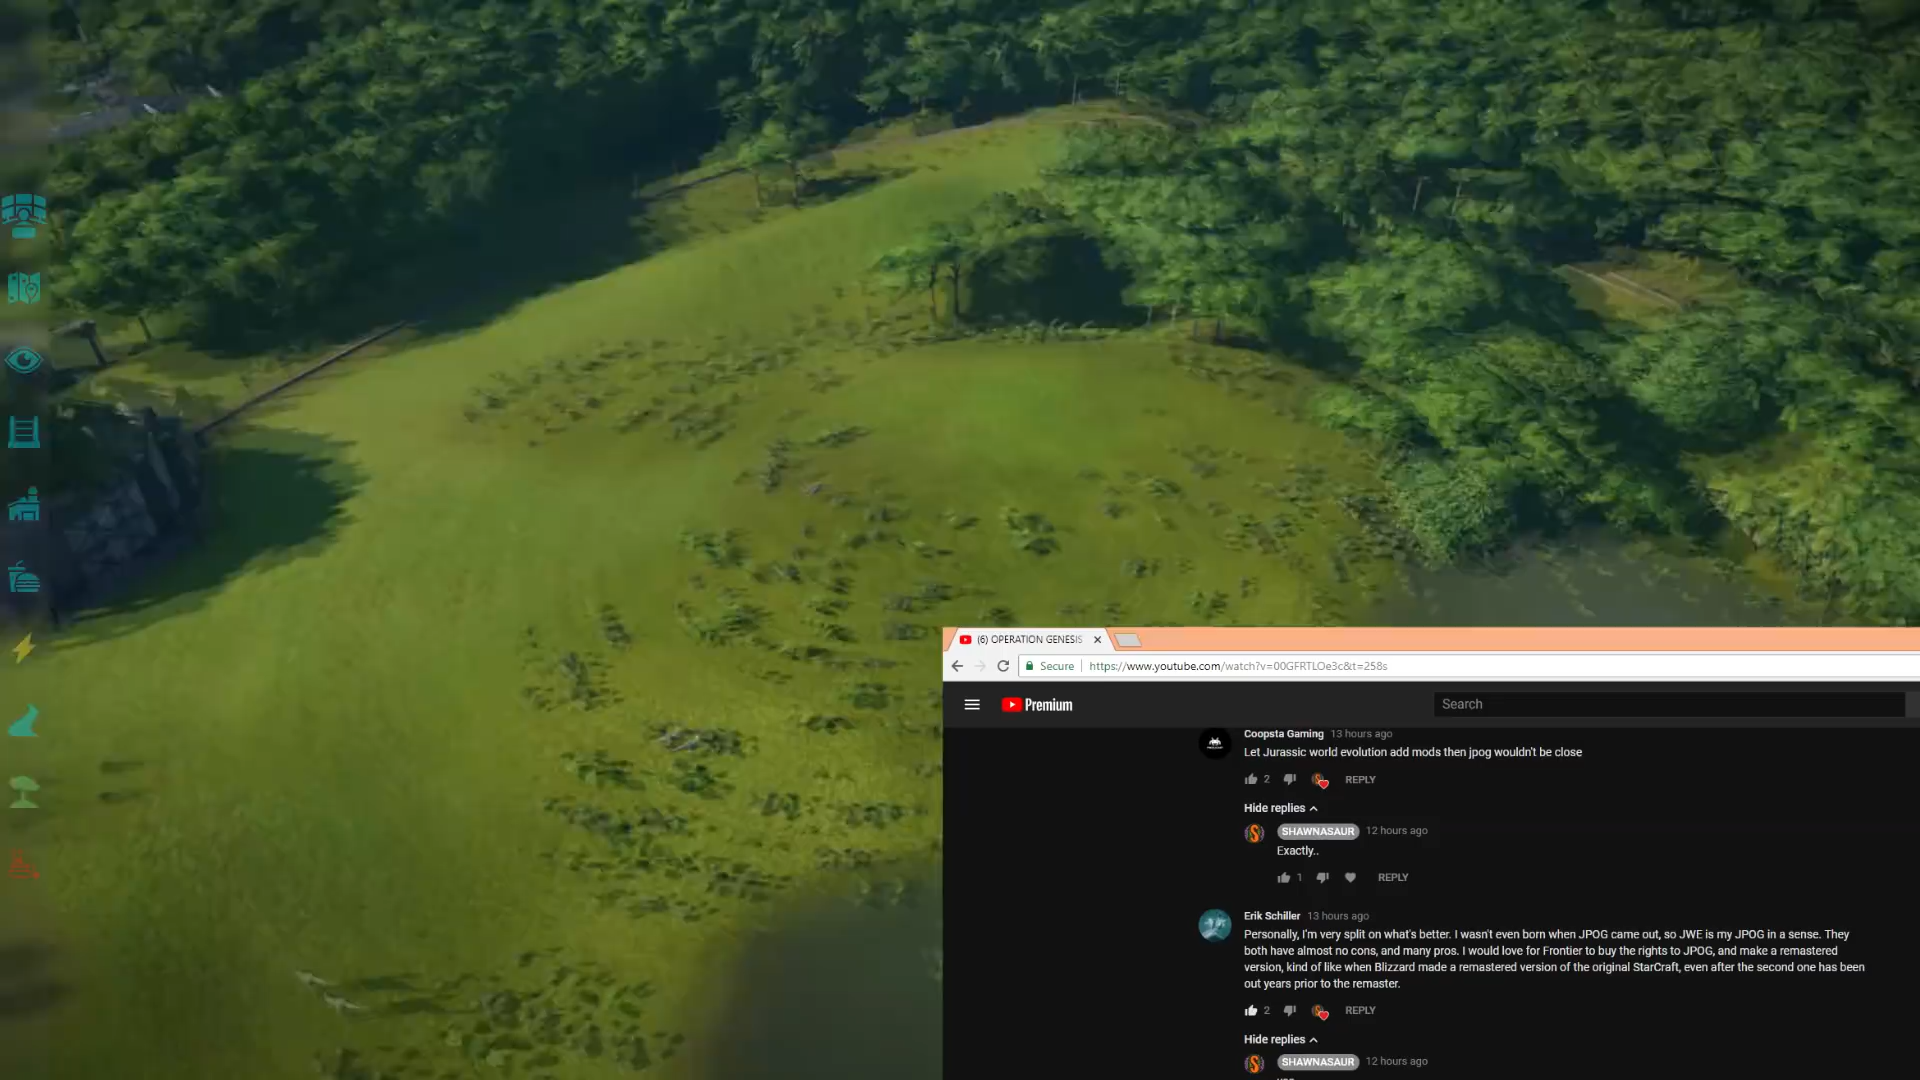 (6) OPERATION GENESIS
Secure https://www.youtube.com/watch?v=00GFRTLOe3c&t=258s
Premium
Search
Coopsta Gaming 13 hours ago
Let Jurassic world evolution add mods then jpog wouldn't be close
2 REPLY
Hide replies
SHAWNASAUR 12 hours ago
Exactly..
1 REPLY
Erik Schiller 13 hours ago
Personally, I'm very split on what's better. I wasn't even born when JPOG came out, so JWE is my JPOG in a sense. They
both have almost no cons, and many pros. I would love for Frontier to buy the rights to JPOG, and make a remastered
version, kind of like when Blizzard made a remastered version of the original StarCraft, even after the second one has been
out years prior to the remaster.
2 REPLY
Hide replies
SHAWNASAUR 12 hours ago